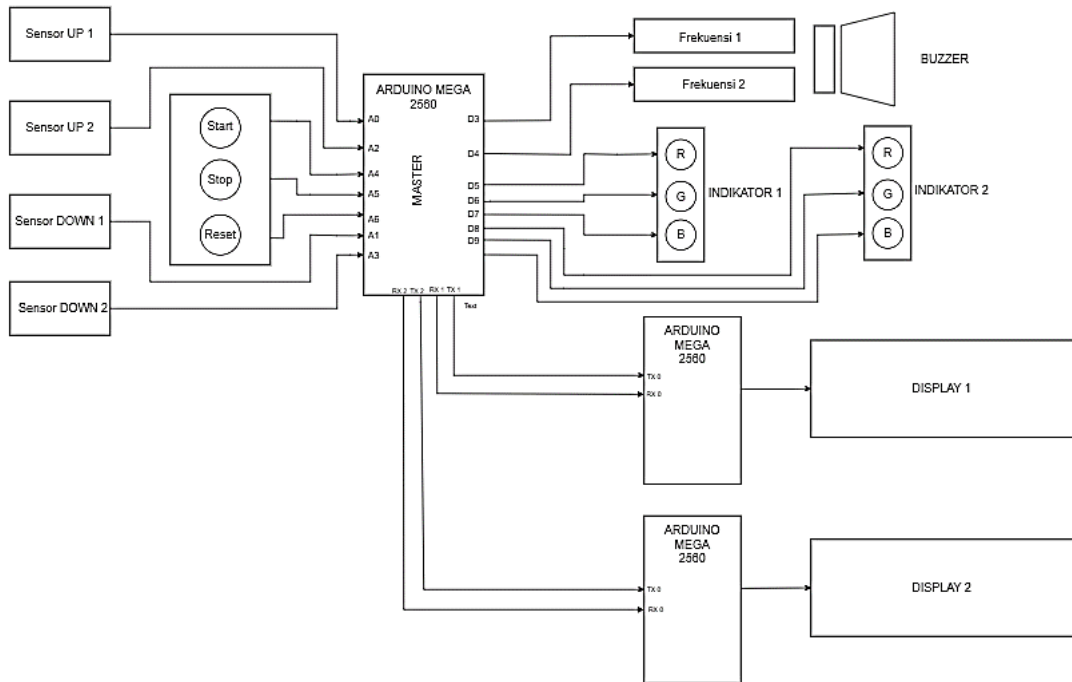 Sensor UP 1
Sensor UP 2
Sensor DOWN 1
Sensor DOWN 2
Start
Stop
Reset
ARDUINO MEGA
2560
MASTER
A0
A2
A4
A5
A6
A1
A3
D3
D4
D5
D6
D7
D8
D9
RX 2 TX 2 RX 1 TX 1
Text
Frekuensi 1
Frekuensi 2
BUZZER
R
G
B
INDIKATOR 1
R
G
B
INDIKATOR 2
ARDUINO
MEGA
2560
TX 0
RX 0
DISPLAY 1
ARDUINO
MEGA
2560
TX 0
RX 0
DISPLAY 2